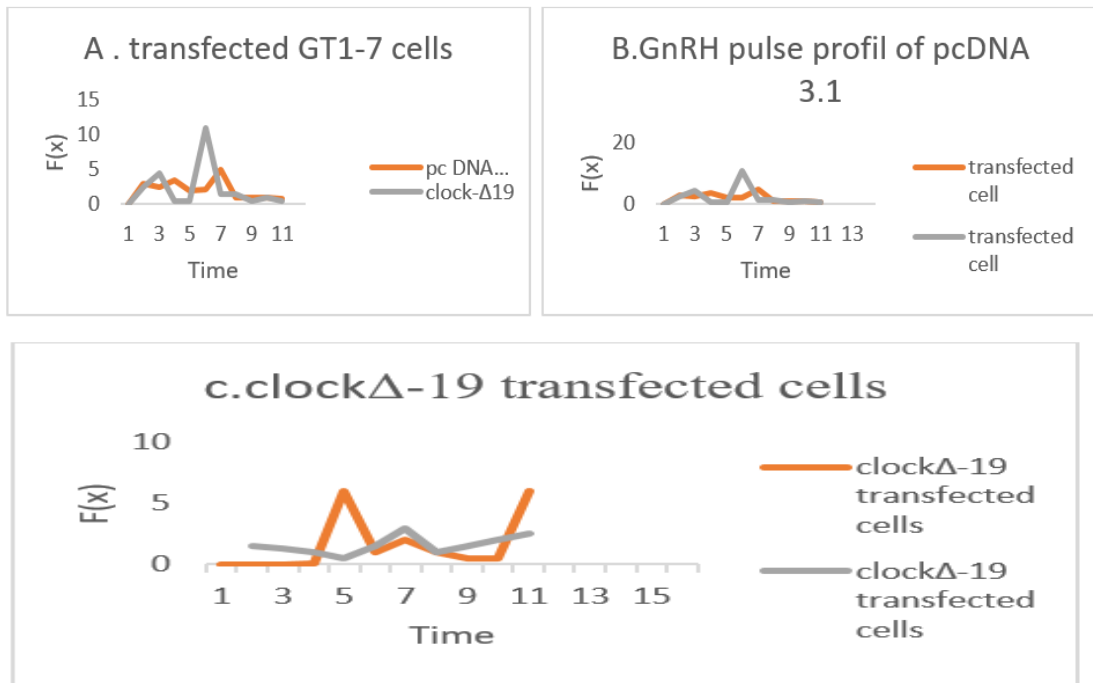 A . transfected GT1-7 cells
15
10
5
0
F(x)
1 3 5 7 9 11
Time
pc DNA...
clock-Δ19
B.GnRH pulse profil of pcDNA
3.1
20
0
F(x)
1 3 5 7 9 11 13
Time
transfected
cell
transfected
cell
c.clockΔ-19 transfected cells
10
5
0
F(x)
1 3 5 7 9 11 13 15
Time
clockΔ-19
transfected
cells
clockΔ-19
transfected
cells